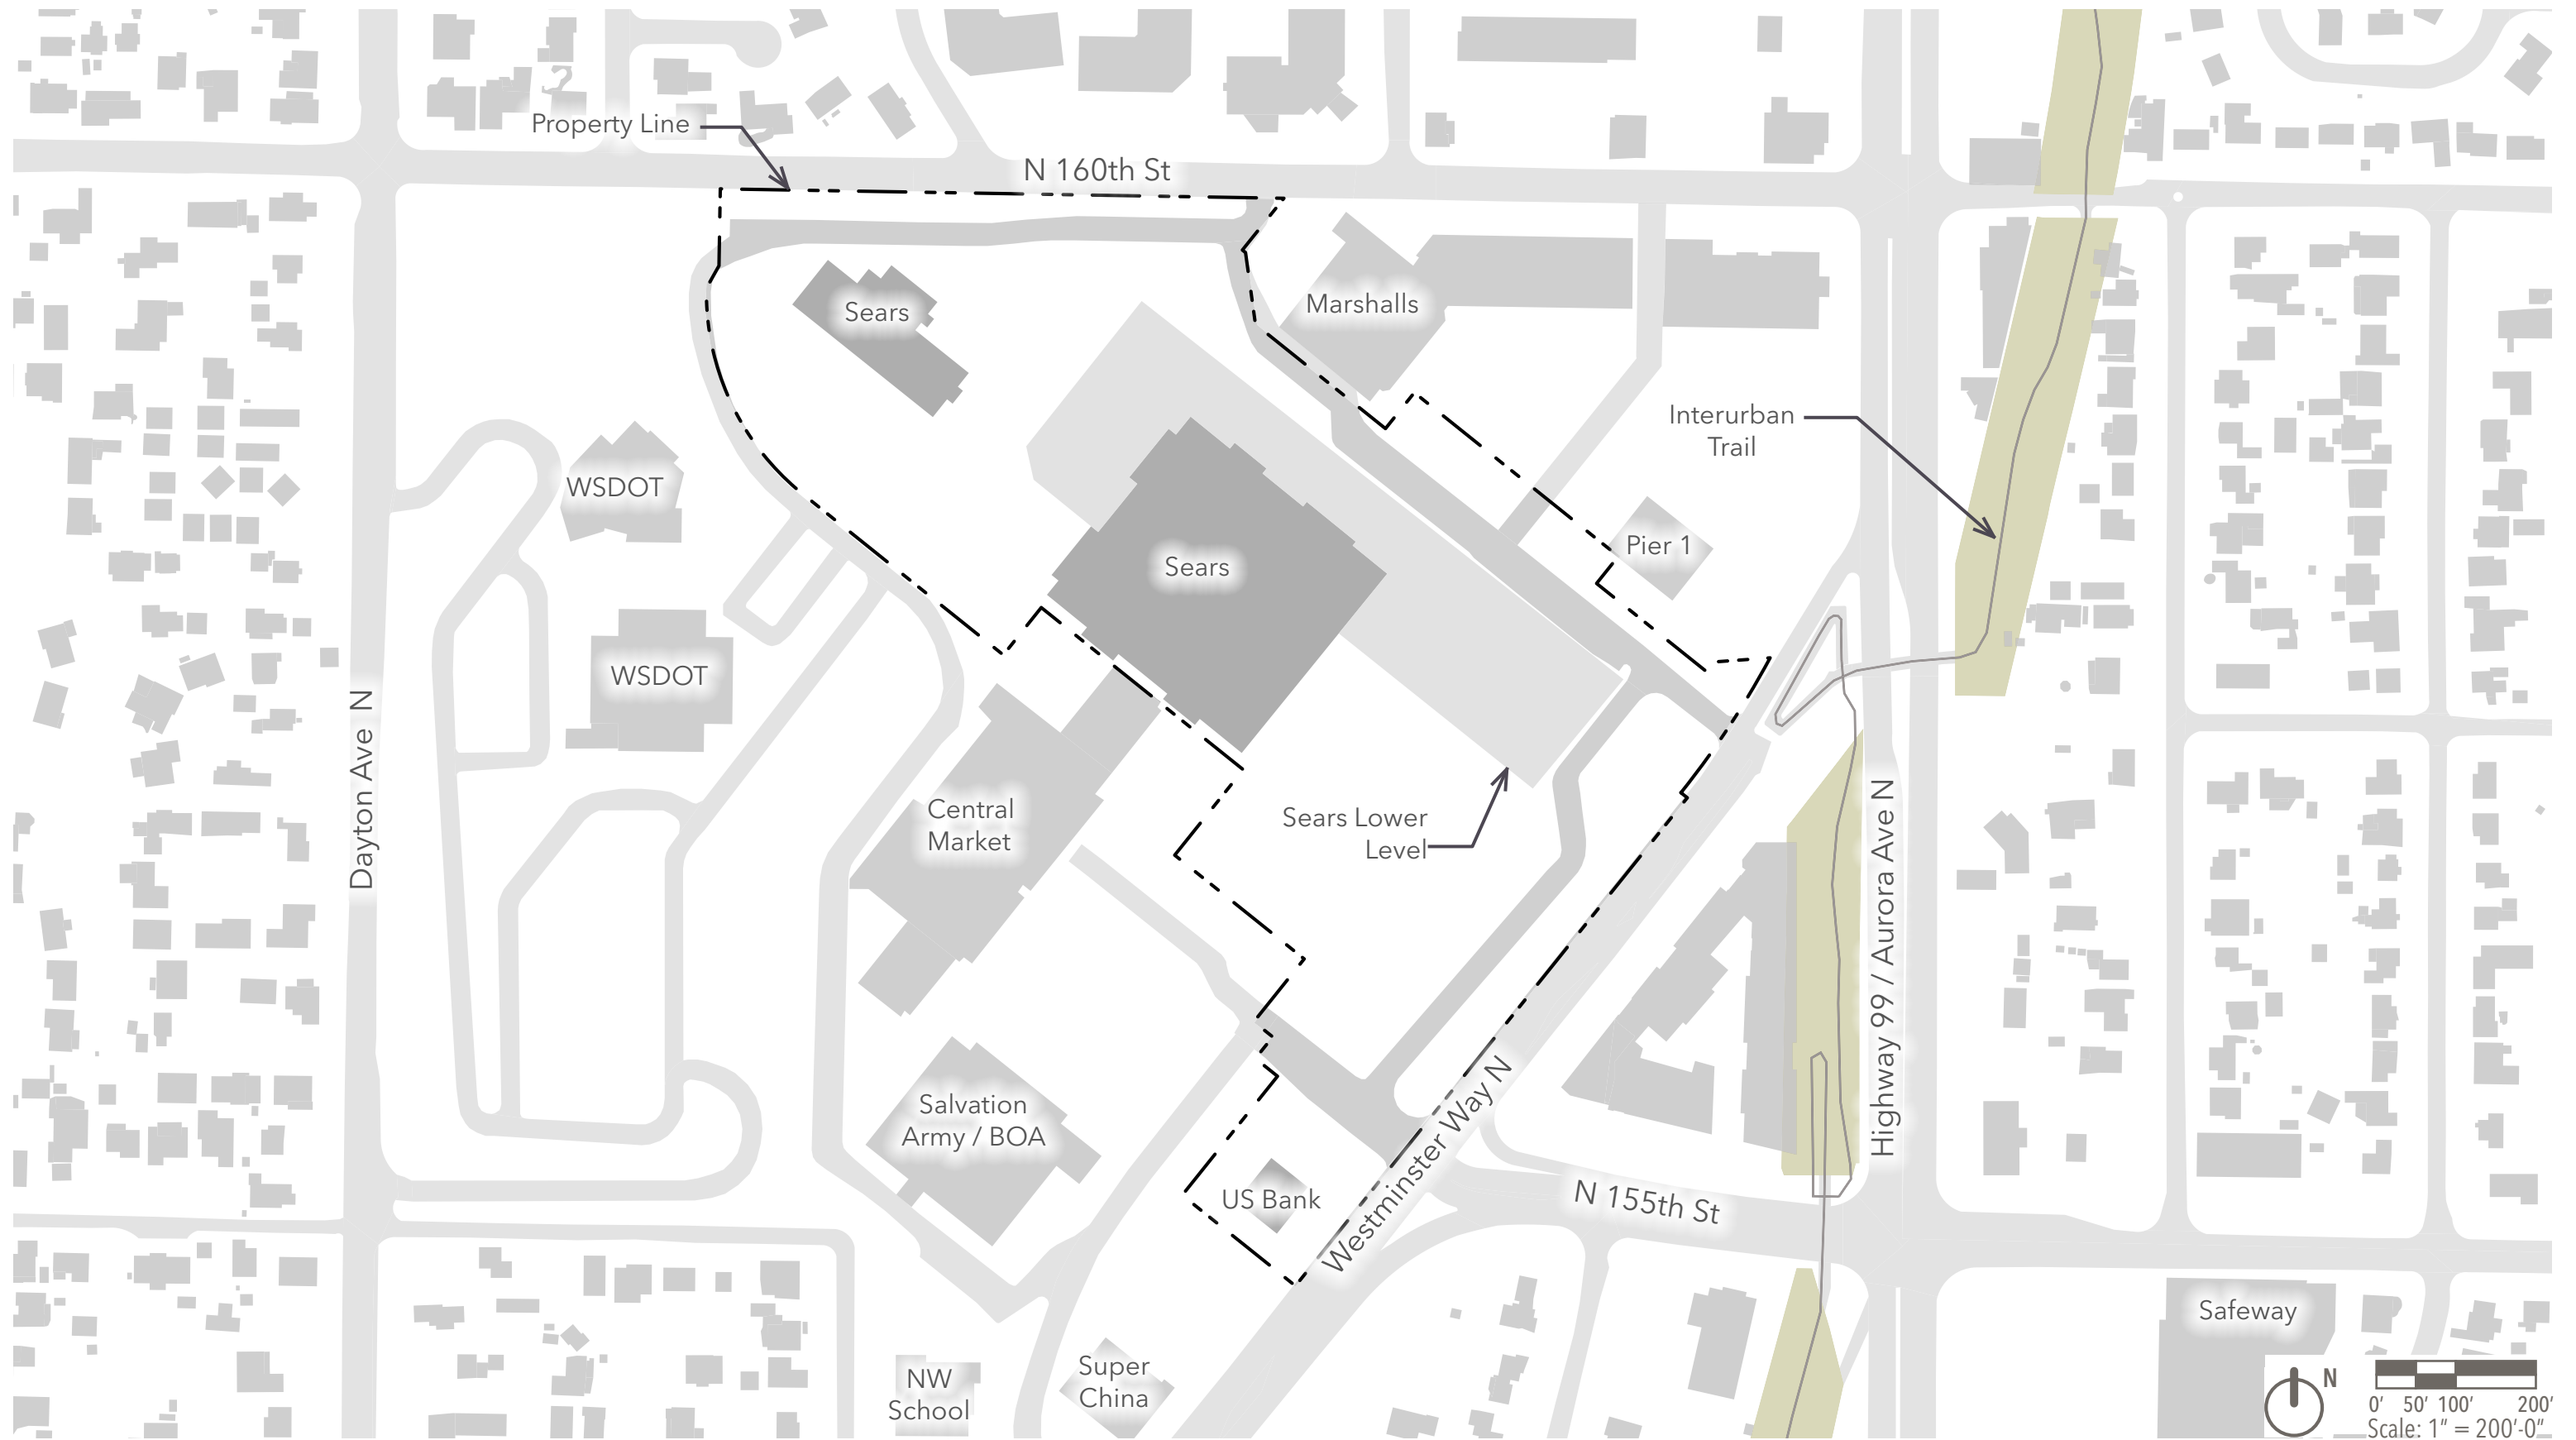 Property Line
N 160th St
Sears
Marshalls
Interurban
Trail
WSDOT
Pier 1
Sears
WSDOT
Dayton Ave N
Central
Market
Sears Lower
Level
Highway 99 / Aurora Ave N
Salvation
Army / BOA
US Bank
Westminster Way N
N 155th St
Safeway
NW
School
Super
China
N
0' 50' 100' 200'
Scale: 1" = 200'-0"